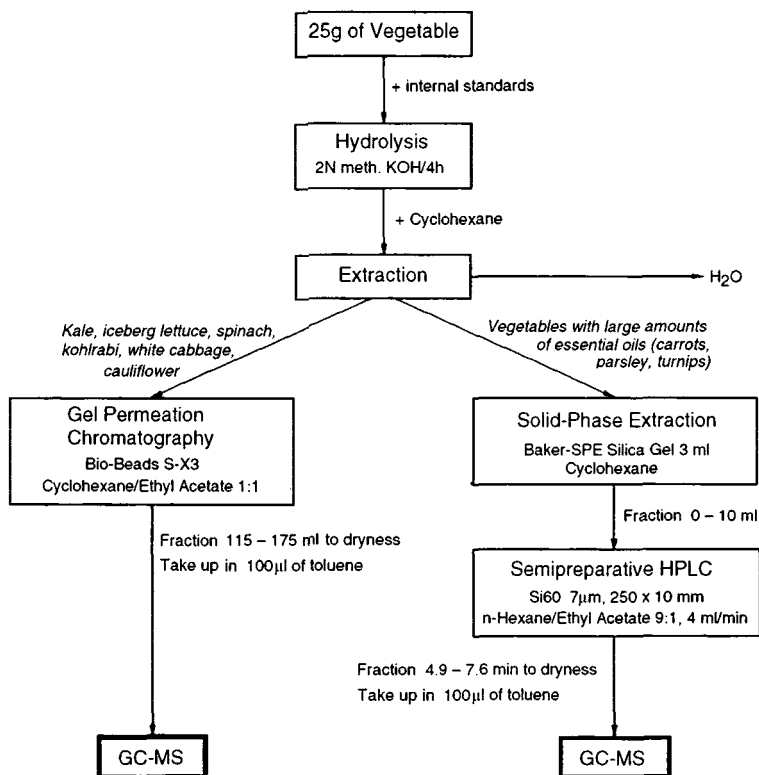 25g of Vegetable
+ internal standards
Hydrolysis
2N meth. KOH/4h
+ Cyclohexane
Extraction
H₂O
Kale, iceberg lettuce, spinach,
kohlrabi, white cabbage,
cauliflower
Vegetables with large amounts
of essential oils (carrots,
parsley, turnips)
Gel Permeation
Chromatography
Bio-Beads S-X3
Cyclohexane/Ethyl Acetate 1:1
Solid-Phase Extraction
Baker-SPE Silica Gel 3 ml
Cyclohexane
Fraction 115 – 175 ml to dryness
Take up in 100µl of toluene
Fraction 0 – 10 ml
Semipreparative HPLC
Si60 7µm, 250 x 10 mm
n-Hexane/Ethyl Acetate 9:1, 4 ml/min
Fraction 4.9 – 7.6 min to dryness
Take up in 100µl of toluene
GC-MS
GC-MS